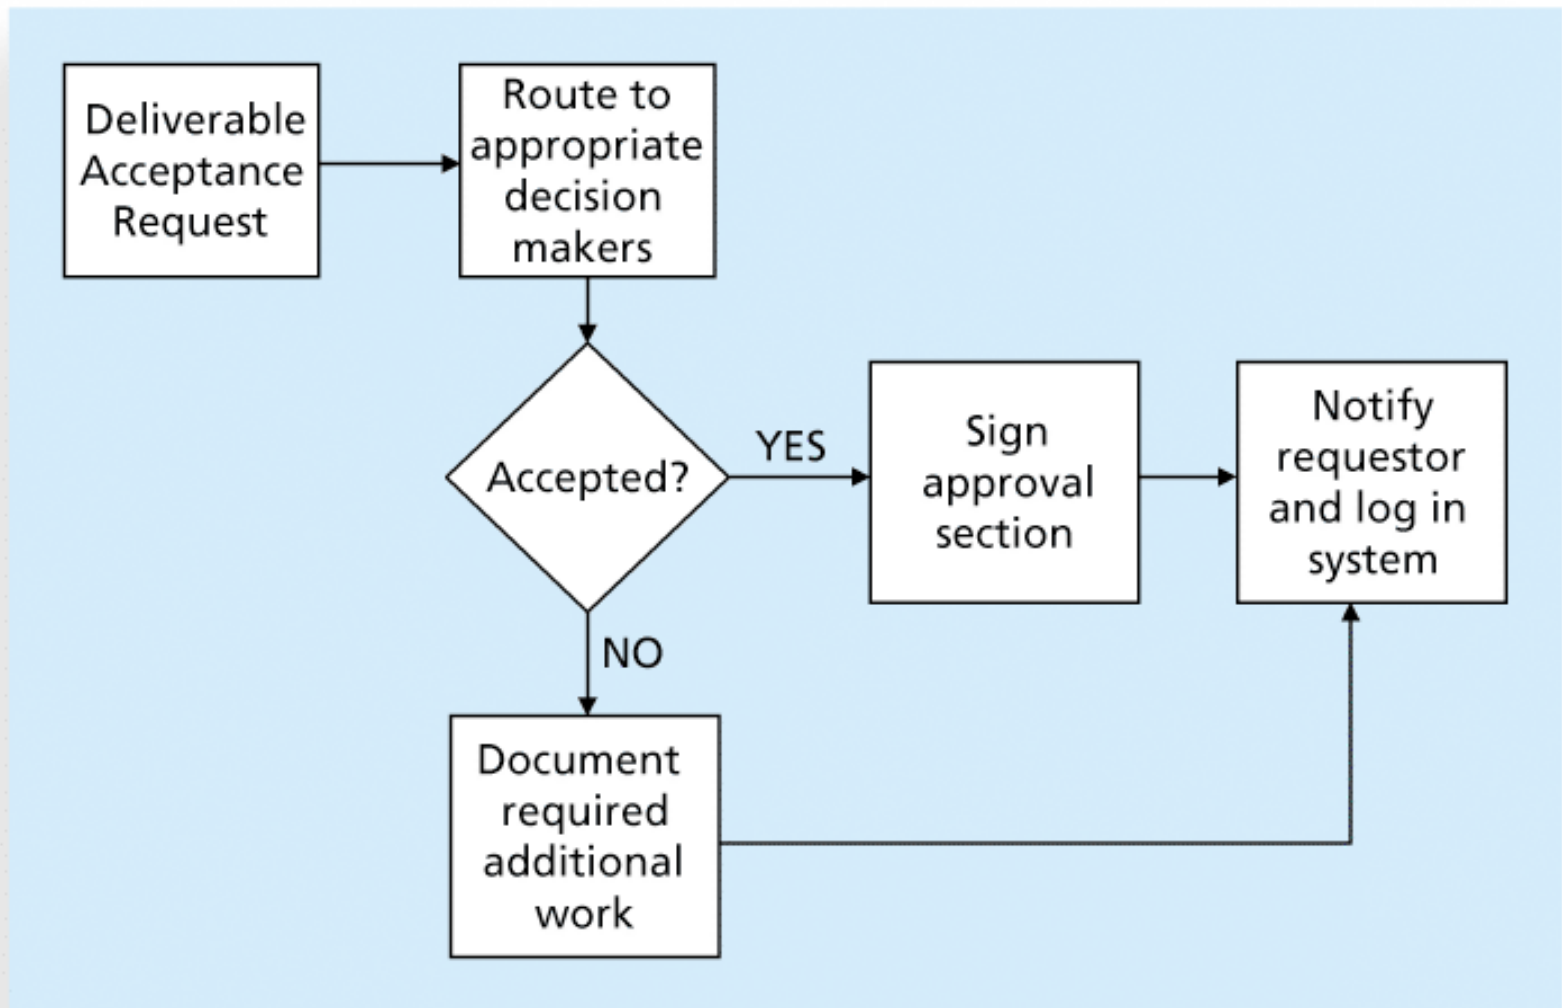 Deliverable
Acceptance
Request
Route to
appropriate
decision
makers
Accepted?
YES
Sign
approval
section
Notify
requestor
and log in
system
NO
Document
required
additional
work